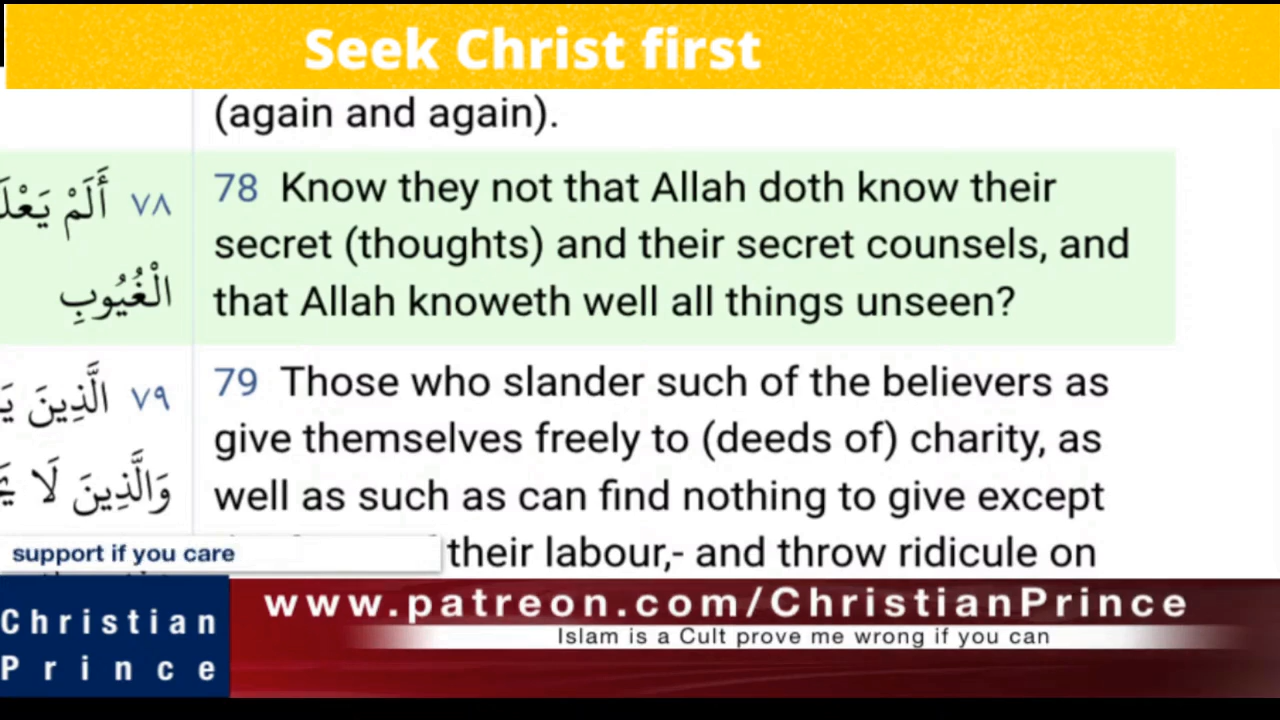 Seek Christ first
(again and again).
٧٨ أَلَمْ
الْغُيُوبِ
78 Know they not that Allah doth know their
secret (thoughts) and their secret counsels, and
that Allah knoweth well all things unseen?
٧٩ الَّذِينَ
وَالَّذِينَ لَا
79 Those who slander such of the believers as
give themselves freely to (deeds of) charity, as
well as such as can find nothing to give except
their labour,- and throw ridicule on
support if you care
Christian
Prince
www.patreon.com/ChristianPrince
Islam is a Cult prove me wrong if you can